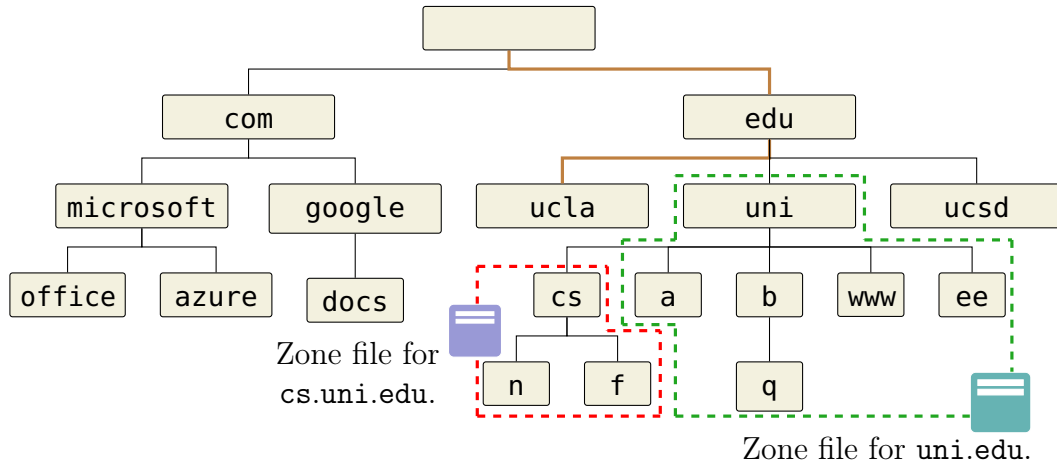 com
edu
microsoft
google
ucla
uni
ucsd
office
azure
docs
cs
a
b
www
ee
Zone file for
cs.uni.edu.
n
f
q
Zone file for uni.edu.